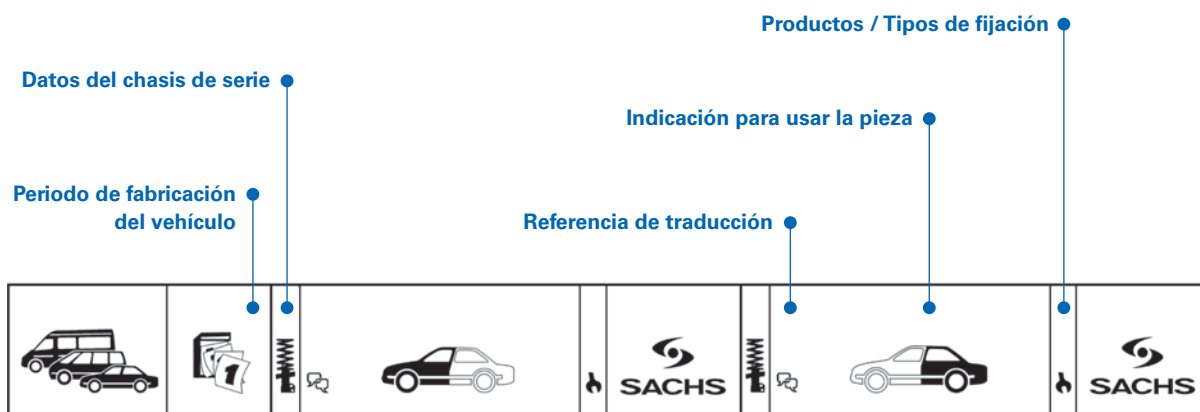 Productos / Tipos de fijación
Datos del chasis de serie
Indicación para usar la pieza
Periodo de fabricación
del vehículo
Referencia de traducción
1
SACHS
SACHS